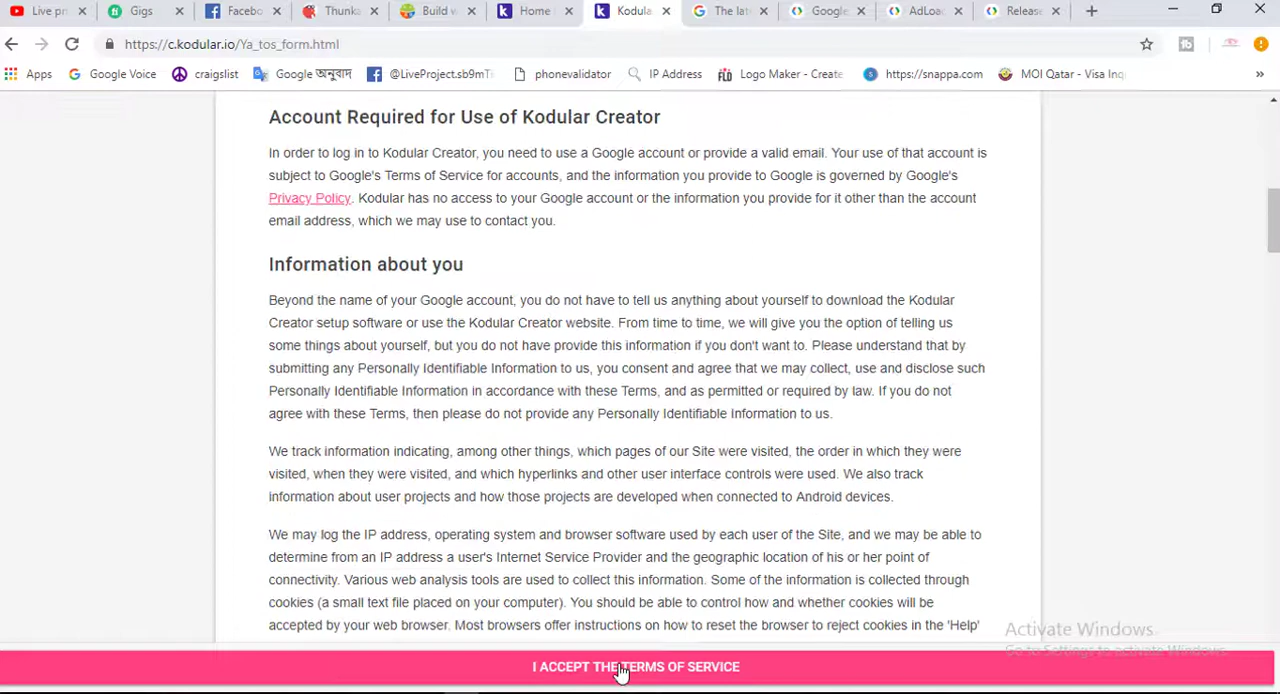 Live pr
Gigs
Facebo
Thunka
Build w
Home
Kodula
The lat
Google
AdLoa
Release
https://c.kodular.io/Ya_tos_form.html
Apps
Google Voice
craigslist
Google অনুবাদ
@LiveProject.sb9mT
phonevalidator
IP Address
Logo Maker - Create
https://snappa.com
MOI Qatar - Visa Inq
Account Required for Use of Kodular Creator
In order to log in to Kodular Creator, you need to use a Google account or provide a valid email. Your use of that account is
subject to Google's Terms of Service for accounts, and the information you provide to Google is governed by Google's
Privacy Policy. Kodular has no access to your Google account or the information you provide for it other than the account
email address, which we may use to contact you.
Information about you
Beyond the name of your Google account, you do not have to tell us anything about yourself to download the Kodular
Creator setup software or use the Kodular Creator website. From time to time, we will give you the option of telling us
some things about yourself, but you do not have provide this information if you don't want to. Please understand that by
submitting any Personally Identifiable Information to us, you consent and agree that we may collect, use and disclose such
Personally Identifiable Information in accordance with these Terms, and as permitted or required by law. If you do not
agree with these Terms, then please do not provide any Personally Identifiable Information to us.
We track information indicating, among other things, which pages of our Site were visited, the order in which they were
visited, when they were visited, and which hyperlinks and other user interface controls were used. We also track
information about user projects and how those projects are developed when connected to Android devices.
We may log the IP address, operating system and browser software used by each user of the Site, and we may be able to
determine from an IP address a user's Internet Service Provider and the geographic location of his or her point of
connectivity. Various web analysis tools are used to collect this information. Some of the information is collected through
cookies (a small text file placed on your computer). You should be able to control how and whether cookies will be
accepted by your web browser. Most browsers offer instructions on how to reset the browser to reject cookies in the 'Help'
Activate Windows
Go to Settings to activate Windows.
I ACCEPT THE TERMS OF SERVICE